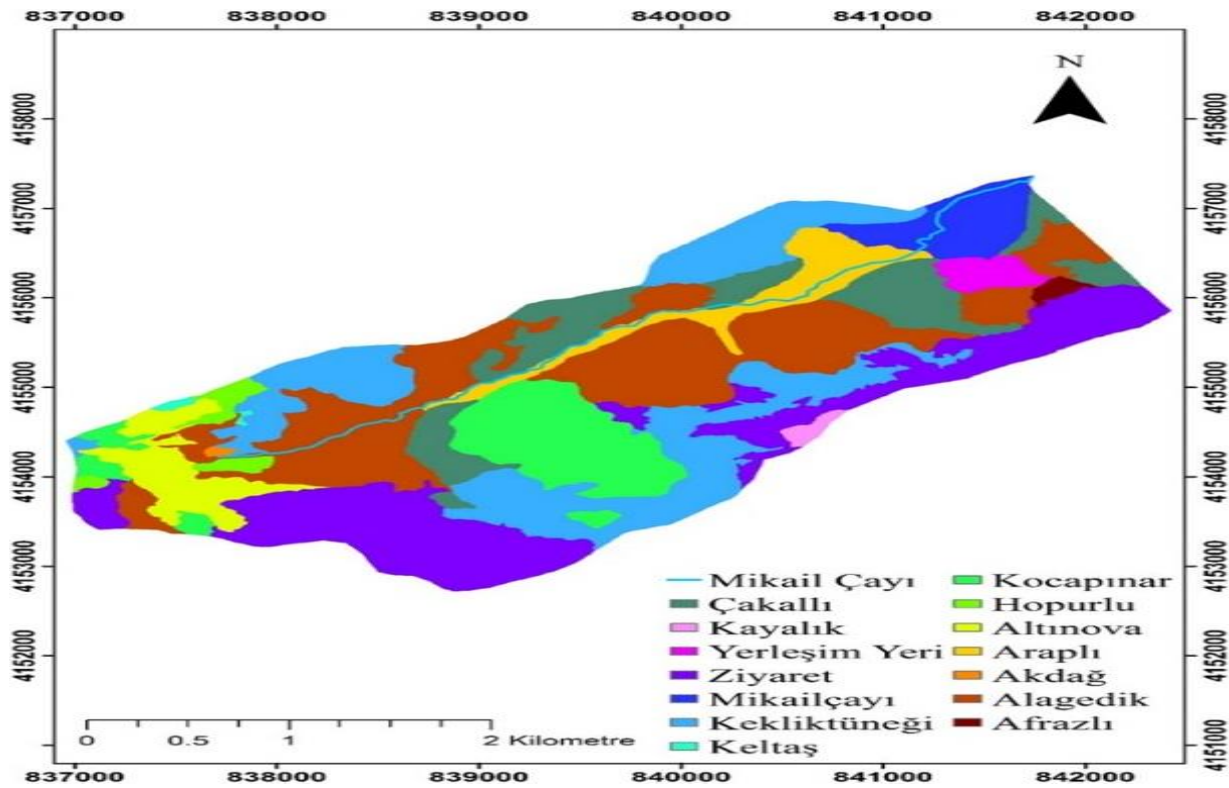 837000 838000 839000 840000 841000 842000
N
4158000 4158000
4157000 4157000
4156000 4156000
4155000 4155000
4154000 4154000
4153000 4153000
4152000 4152000
4151000
Mikail Çayı Kocapınar
Çakallı Hopurlu
Kayalık Altınova
Yerleşim Yeri Araplı
Ziyaret Akdağ
Mikailçayı Alagedik
Kekliktüneği Afrazlı
Keltaş
0 0.5 1 2 Kilometre
837000 838000 839000 840000 841000 842000